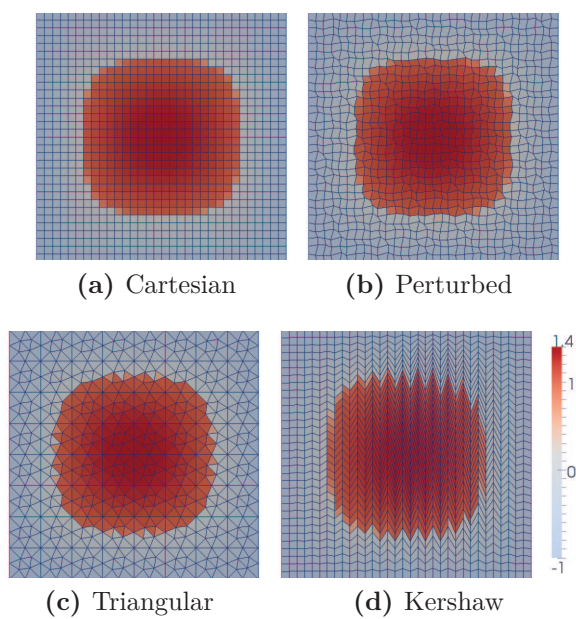 (a) Cartesian
(b) Perturbed
1.4
1
0
-1
(c) Triangular
(d) Kershaw